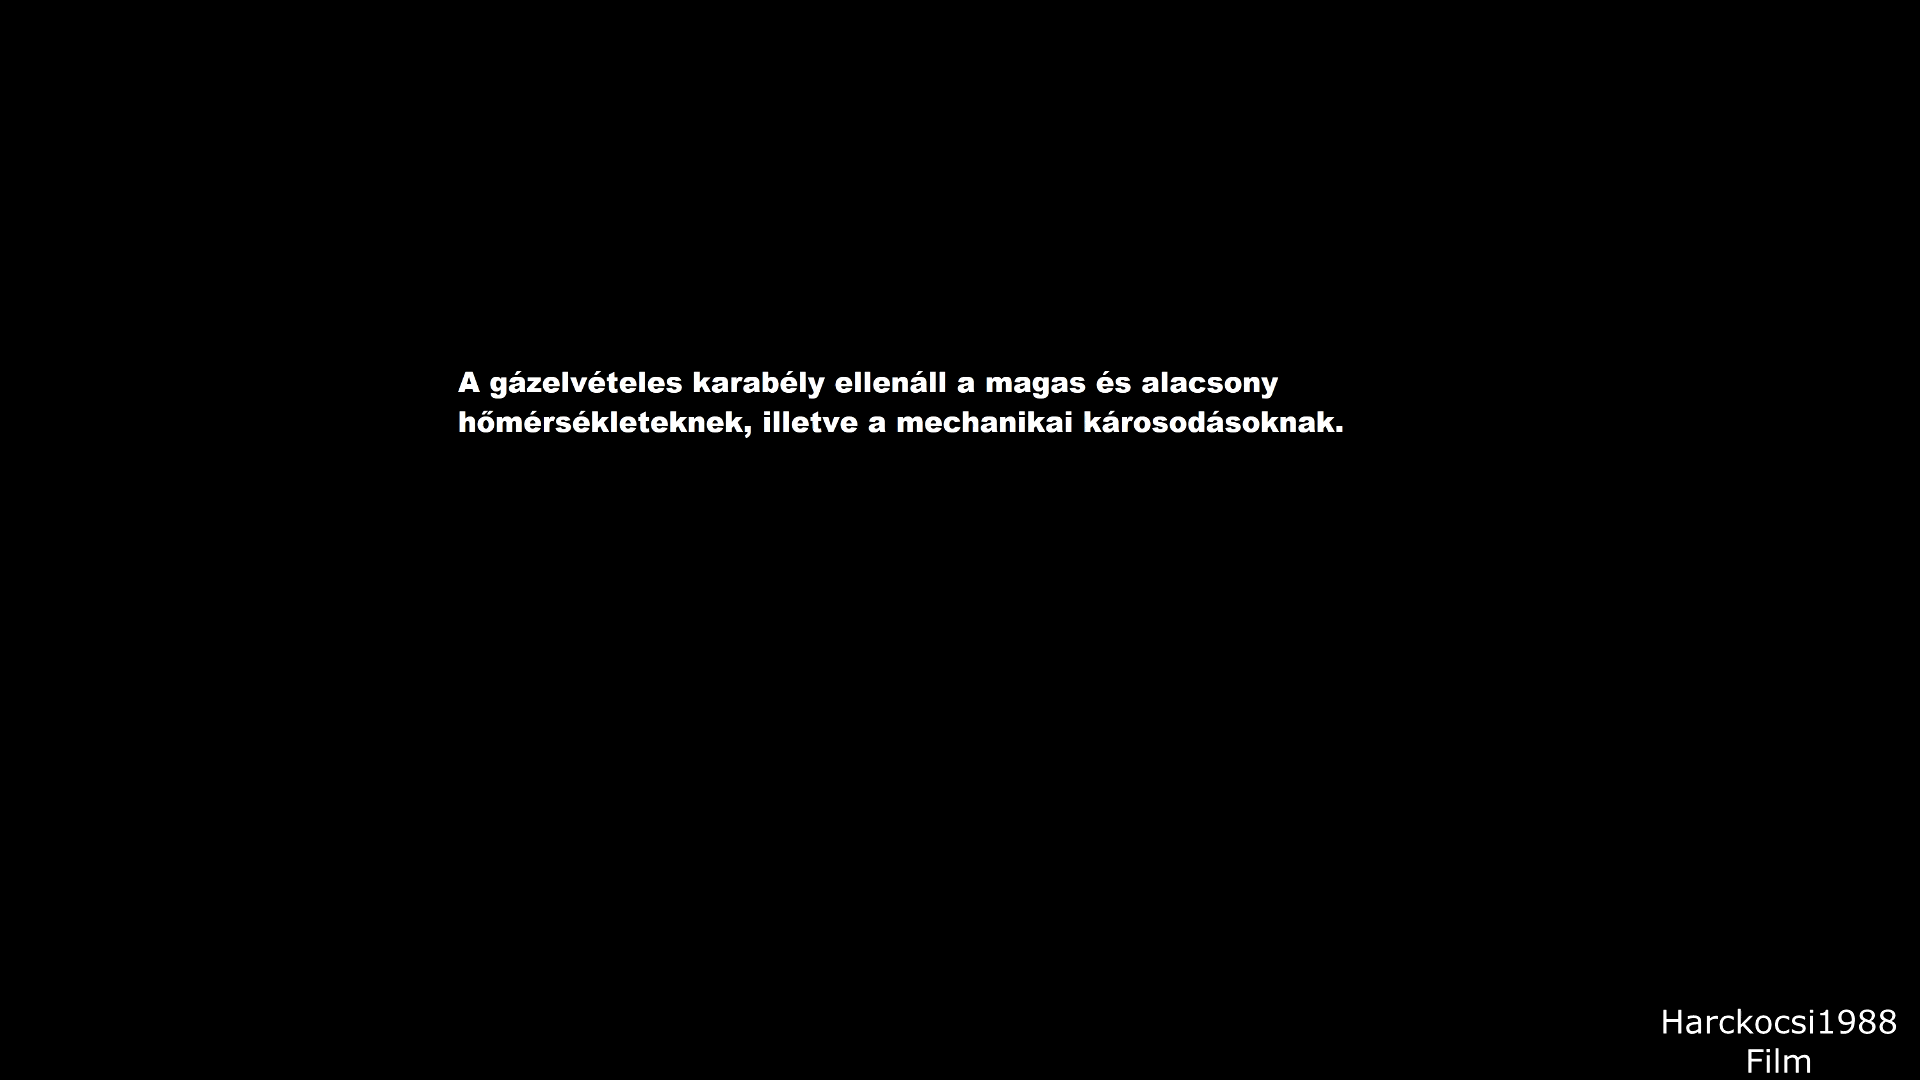 A gázelvételes karabély ellenáll a magas és alacsony
hőmérsékleteknek, illetve a mechanikai károsodásoknak.
Harckocsi1988
Film